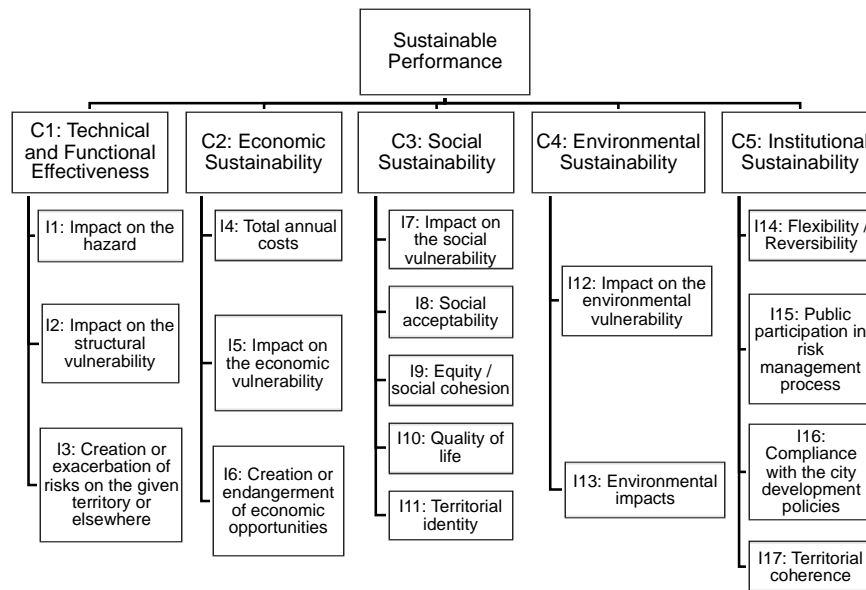 Sustainable
Performance
C1: Technical
and Functional
Effectiveness
C2: Economic
Sustainability
C3: Social
Sustainability
C4: Environmental
Sustainability
C5: Institutional
Sustainability
I1: Impact on the
hazard
I2: Impact on the
structural
vulnerability
I3: Creation or
exacerbation of
risks on the given
territory or
elsewhere
I4: Total annual
costs
I5: Impact on
the economic
vulnerability
I6: Creation or
endangerment
of economic
opportunities
I7: Impact on
the social
vulnerability
I8: Social
acceptability
I9: Equity /
social cohesion
I10: Quality of
life
I11: Territorial
identity
I12: Impact on the
environmental
vulnerability
I13: Environmental
impacts
I14: Flexibility /
Reversibility
I15: Public
participation in
risk
management
process
I16:
Compliance
with the city
development
policies
I17: Territorial
coherence